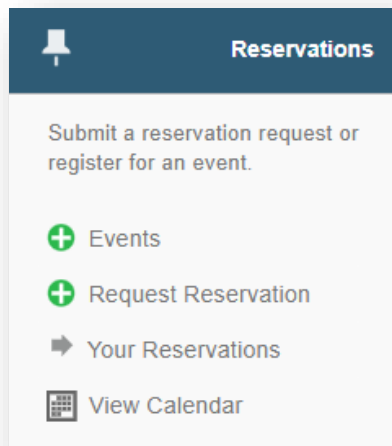 Reservations
Submit a reservation request or
register for an event.
Events
Request Reservation
Your Reservations
View Calendar